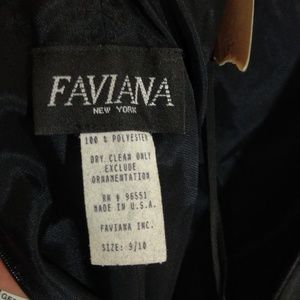 FAVIANA
NEW YORK
100 % POLYESTER
DRY CLEAN ONLY
EXCLUDE
ORNAMENTATION
RN # 96551
MADE IN U.S.A.
FAVIANA INC.
SIZE: 9/10